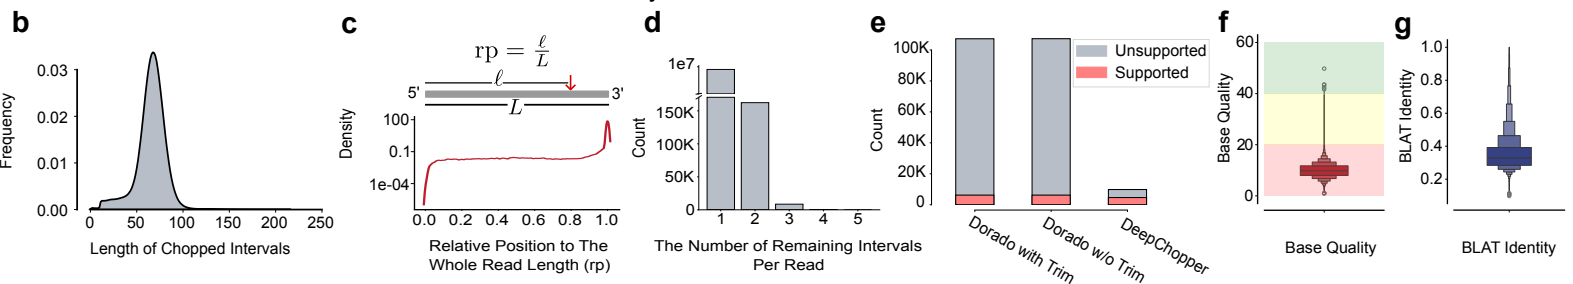 b
Frequency
0.03
0.02
0.01
0.00
0 50 100 150 200 250
Length of Chopped Intervals
c
rp = ℓ/L
ℓ
5' 3'
L
Density
100
0.1
1e-04
0.0 0.2 0.4 0.6 0.8 1.0
Relative Position to The
Whole Read Length (rp)
d
1e7
Count
150K
100K
50K
0
1 2 3 4 5
The Number of Remaining Intervals
Per Read
e
Count
100K
80K
60K
40K
20K
0
Unsupported
Supported
Dorado with Trim
Dorado w/o Trim
DeepChopper
f
Base Quality
60
40
20
0
Base Quality
g
BLAT Identity
1.0
0.8
0.6
0.4
0.2
BLAT Identity